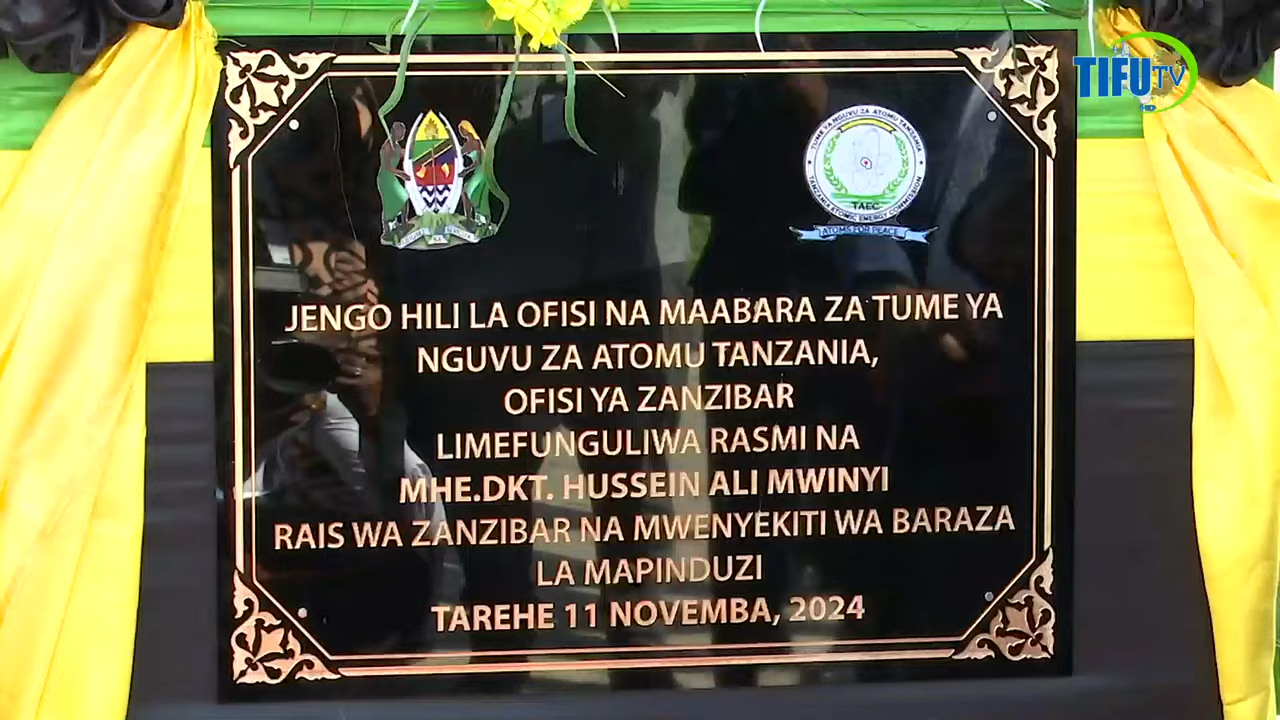 TIFU TV
HD
TUME YA NGUVU ZA ATOMU TANZANIA
TAEC
TANZANIA ATOMIC ENERGY COMMISSION
ATOMS FOR PEACE
JENGO HILI LA OFISI NA MAABARA ZA TUME YA
NGUVU ZA ATOMU TANZANIA,
OFISI YA ZANZIBAR
LIMEFUNGULIWA RASMI NA
MHE.DKT. HUSSEIN ALI MWINYI
RAIS WA ZANZIBAR NA MWENYEKITI WA BARAZA
LA MAPINDUZI
TAREHE 11 NOVEMBA, 2024